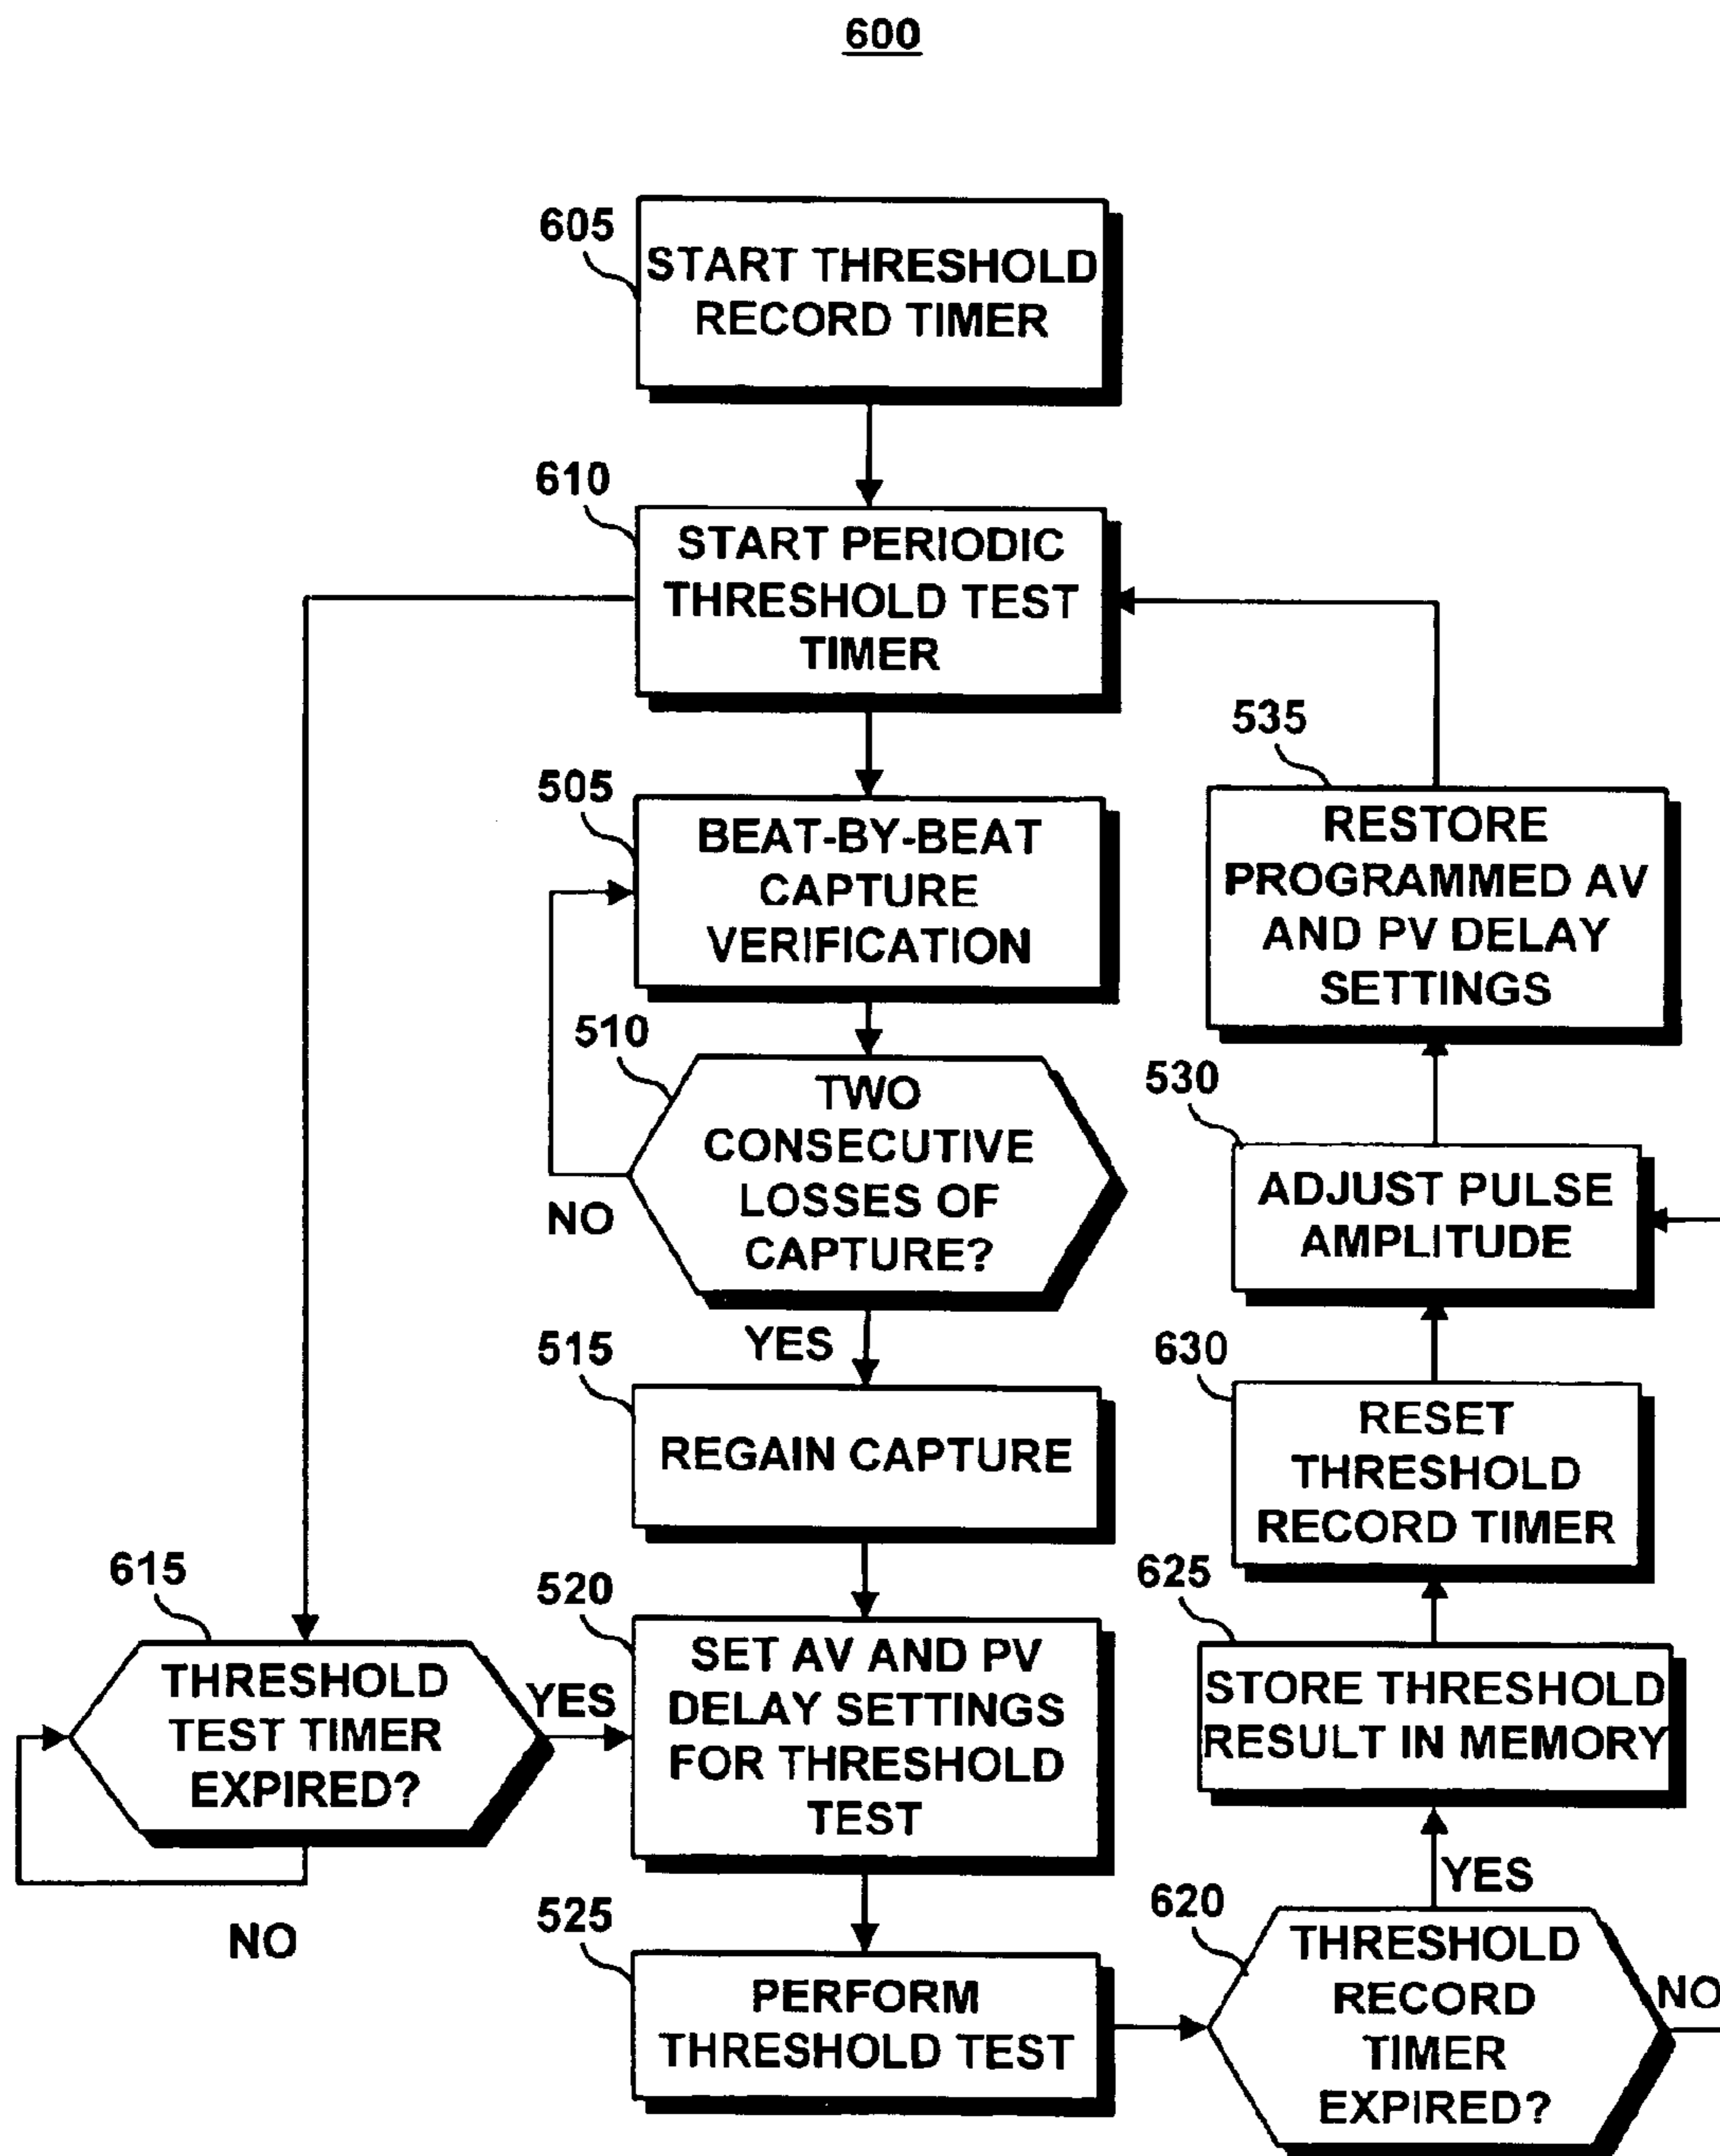 600
605
START THRESHOLD
RECORD TIMER
610
START PERIODIC
THRESHOLD TEST
TIMER
505
BEAT-BY-BEAT
CAPTURE
VERIFICATION
510
TWO
CONSECUTIVE
LOSSES OF
CAPTURE?
NO
YES
515
REGAIN CAPTURE
615
THRESHOLD
TEST TIMER
EXPIRED?
YES
NO
520
SET AV AND PV
DELAY SETTINGS
FOR THRESHOLD
TEST
525
PERFORM
THRESHOLD TEST
620
THRESHOLD
RECORD
TIMER
EXPIRED?
NO
YES
625
STORE THRESHOLD
RESULT IN MEMORY
630
RESET
THRESHOLD
RECORD TIMER
530
ADJUST PULSE
AMPLITUDE
535
RESTORE
PROGRAMMED AV
AND PV DELAY
SETTINGS